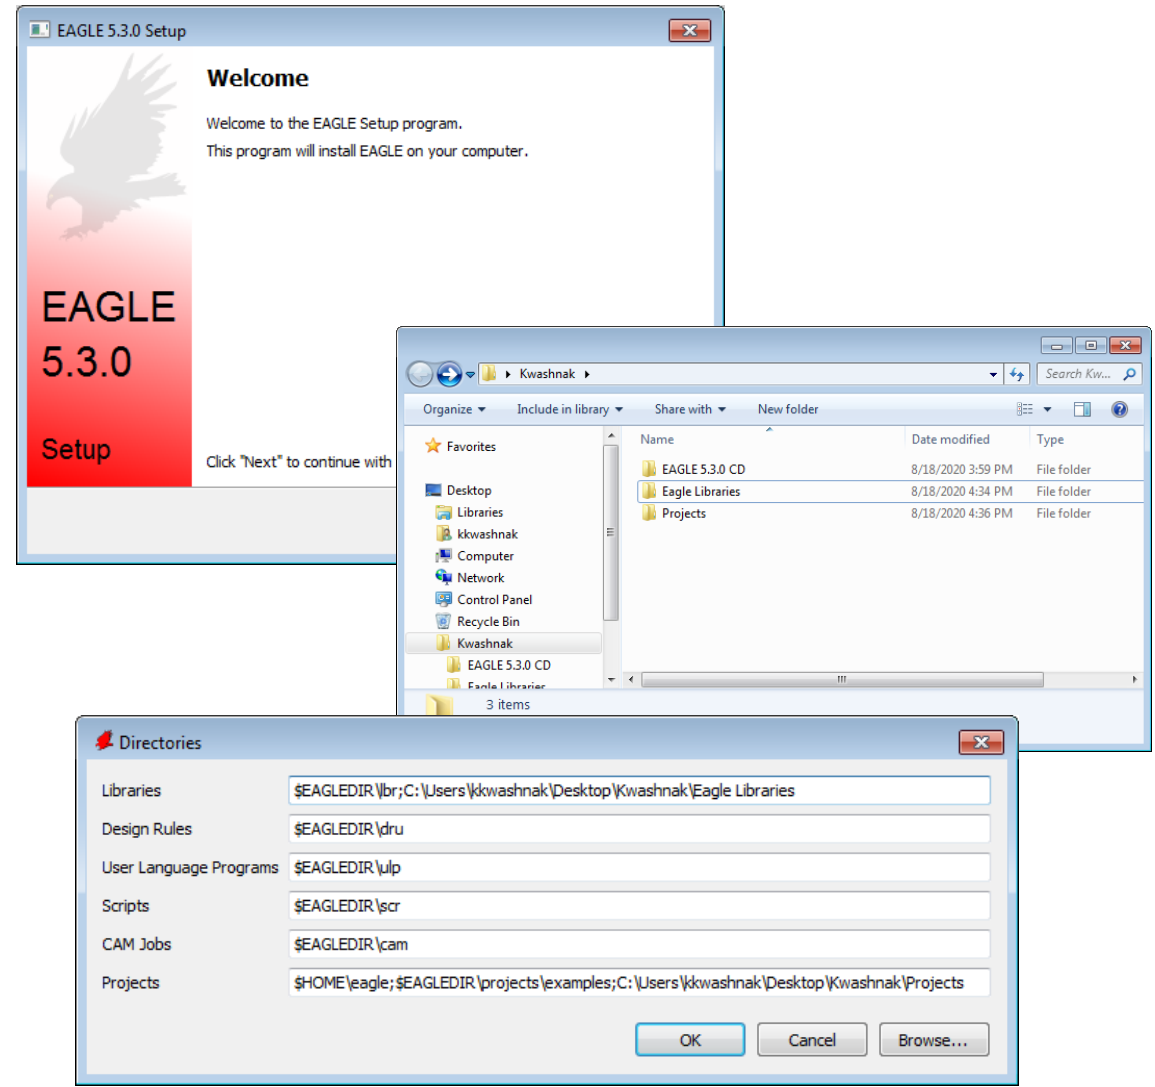 EAGLE 5.3.0 Setup
Welcome
Welcome to the EAGLE Setup program.
This program will install EAGLE on your computer.
EAGLE
5.3.0
Setup
Click "Next" to continue with
Kwashnak
Search Kw...
Organize Include in library Share with New folder
Favorites
Desktop
Libraries
kkwashnak
Computer
Network
Control Panel
Recycle Bin
Kwashnak
EAGLE 5.3.0 CD
Eagle Libraries
Name Date modified Type
EAGLE 5.3.0 CD 8/18/2020 3:59 PM File folder
Eagle Libraries 8/18/2020 4:34 PM File folder
Projects 8/18/2020 4:36 PM File folder
3 items
Directories
Libraries $EAGLEDIR\lbr;C:\Users\kkwashnak\Desktop\Kwashnak\Eagle Libraries
Design Rules $EAGLEDIR\dru
User Language Programs $EAGLEDIR\ulp
Scripts $EAGLEDIR\scr
CAM Jobs $EAGLEDIR\cam
Projects $HOME\eagle;$EAGLEDIR\projects\examples;C:\Users\kkwashnak\Desktop\Kwashnak\Projects
OK Cancel Browse...